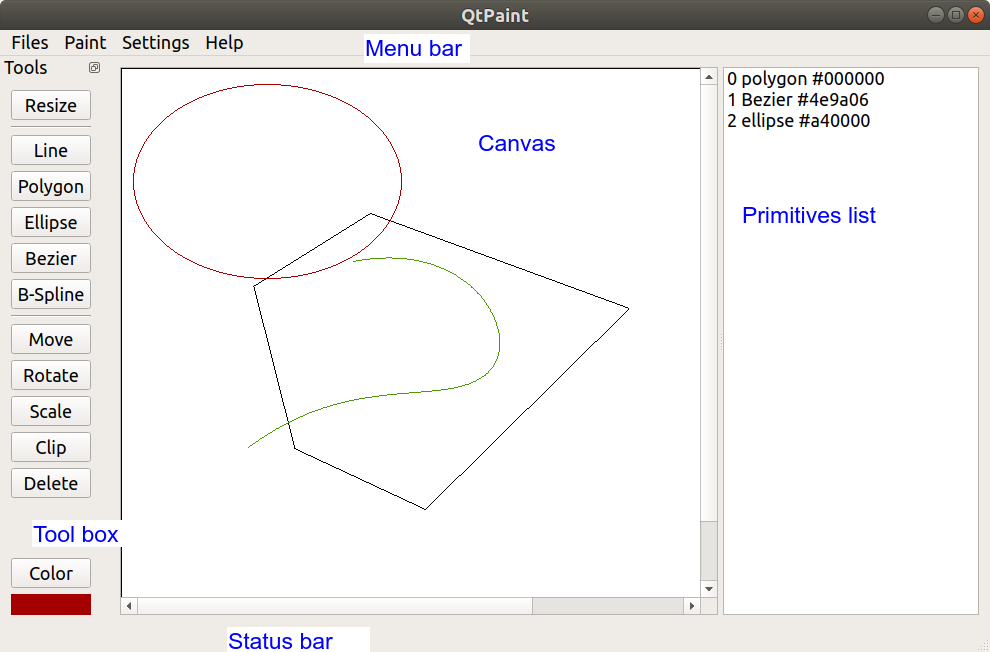 QtPaint
Files Paint Settings Help
Menu bar
Tools
Resize
Line
Polygon
Ellipse
Bezier
B-Spline
Move
Rotate
Scale
Clip
Delete
Tool box
Color
Canvas
0 polygon #000000
1 Bezier #4e9a06
2 ellipse #a40000
Primitives list
Status bar